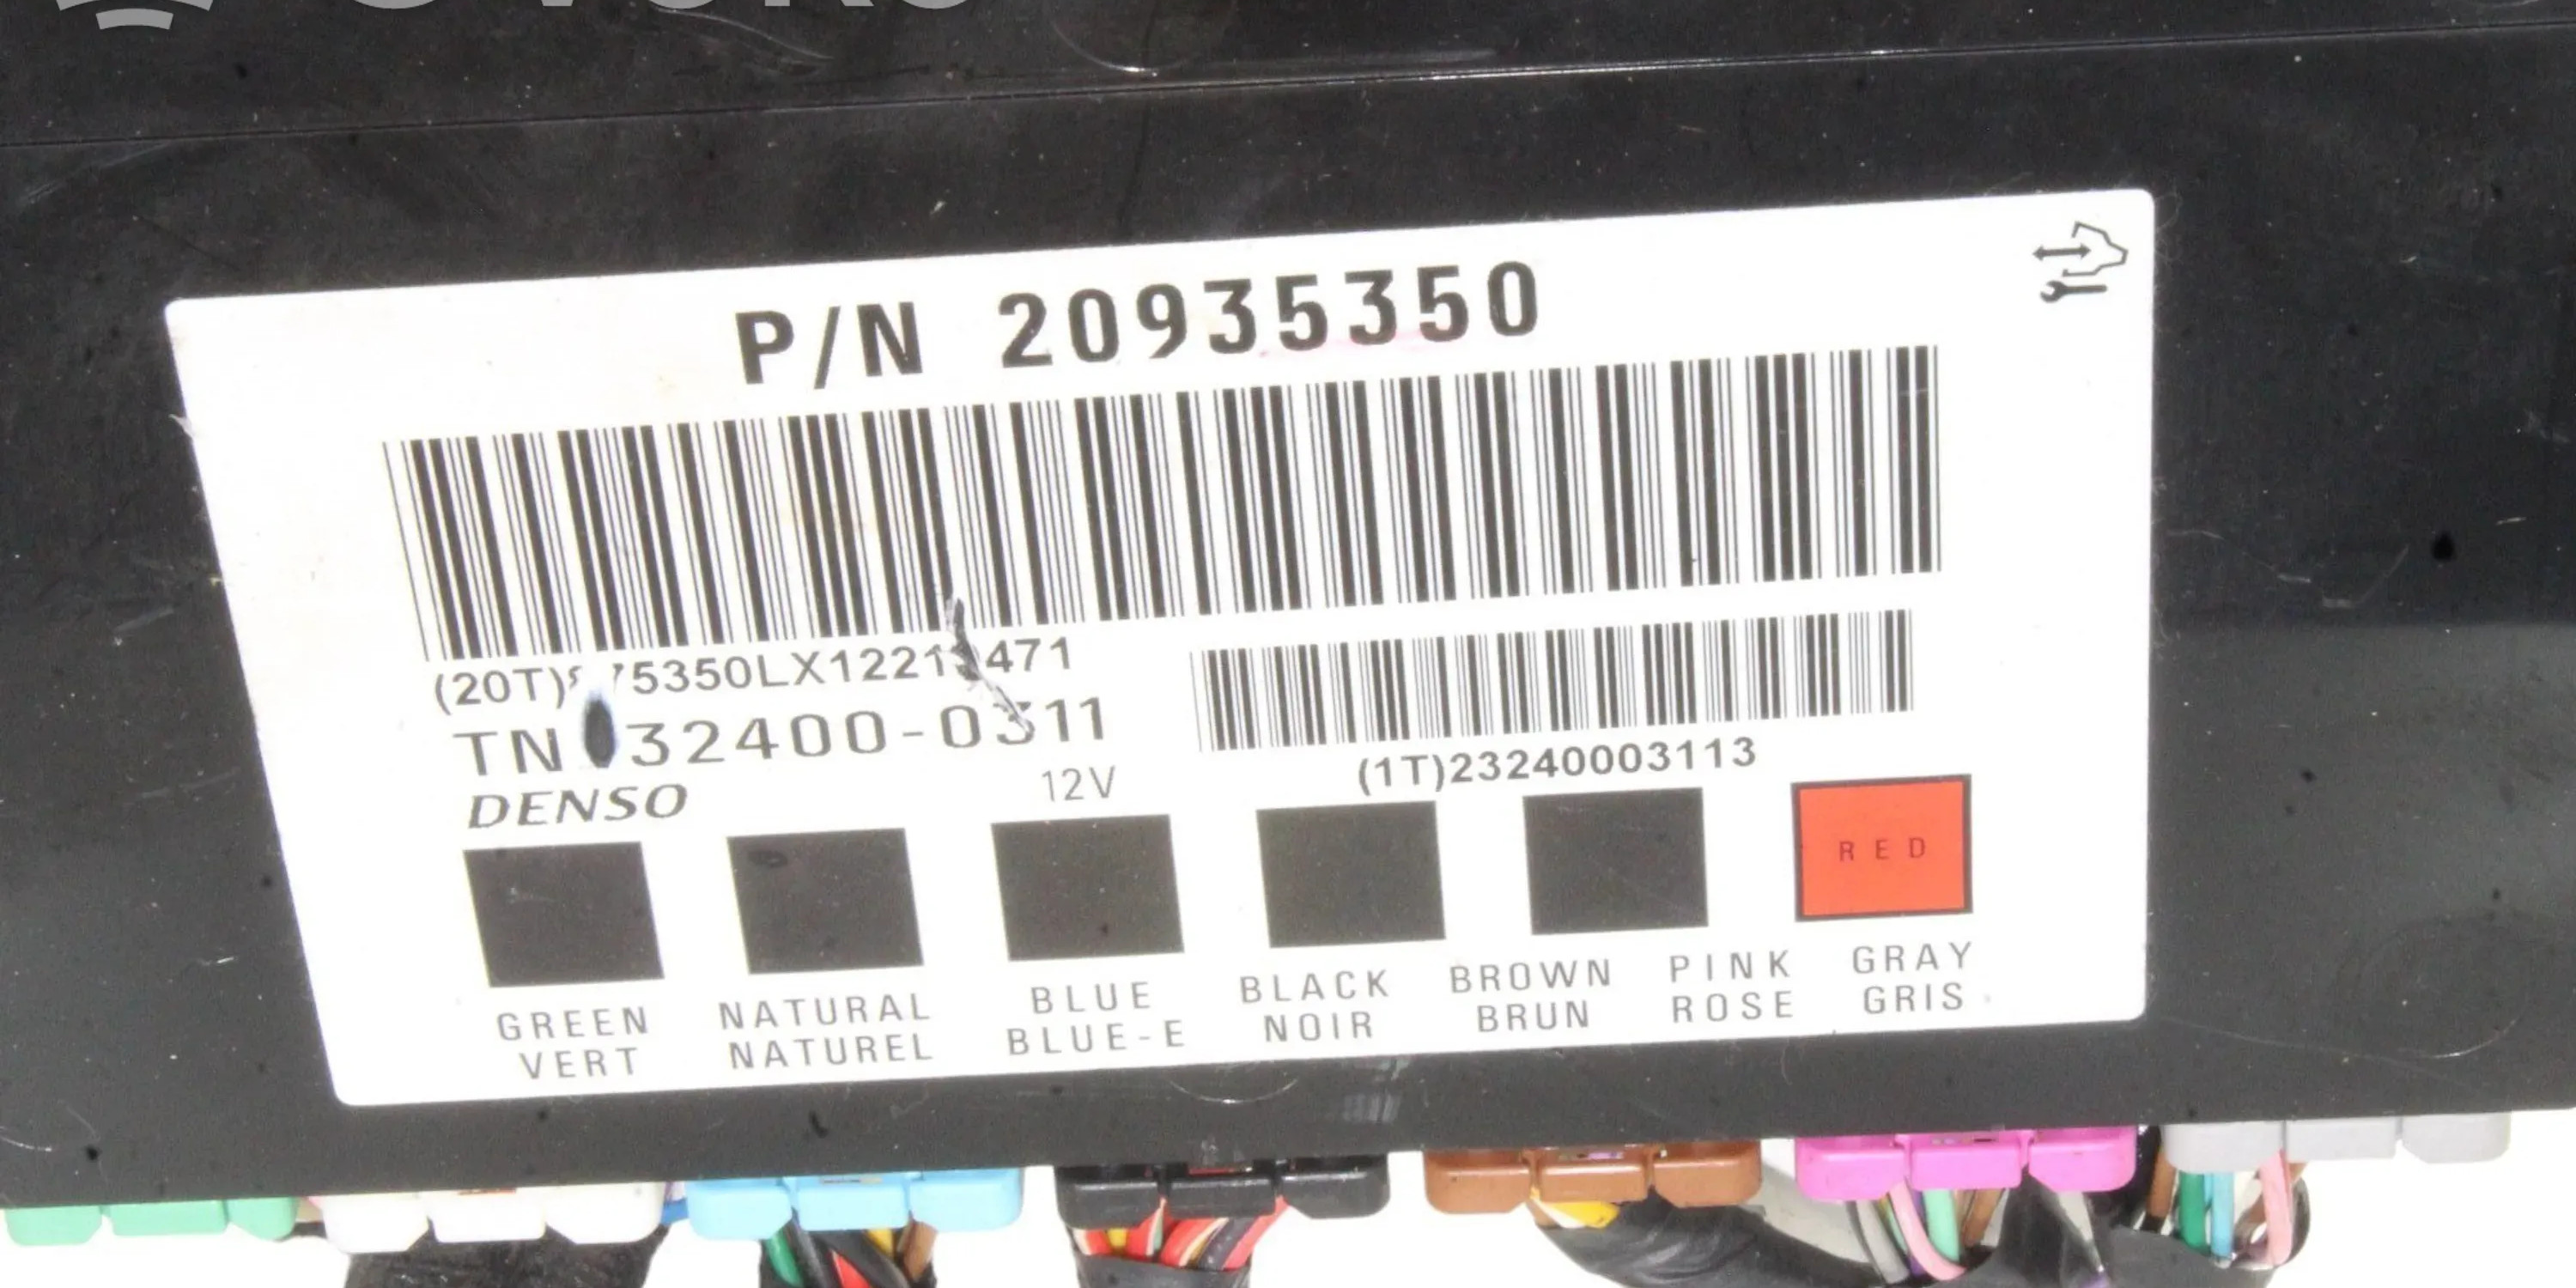 P/N 20935350
(20T) 75350LX1221 471
TN 32400-0311
(1T)23240003113
DENSO
12V
RED
GREEN NATURAL BLUE BLACK BROWN PINK GRAY
VERT NATUREL BLUE-E NOIR BRUN ROSE GRIS